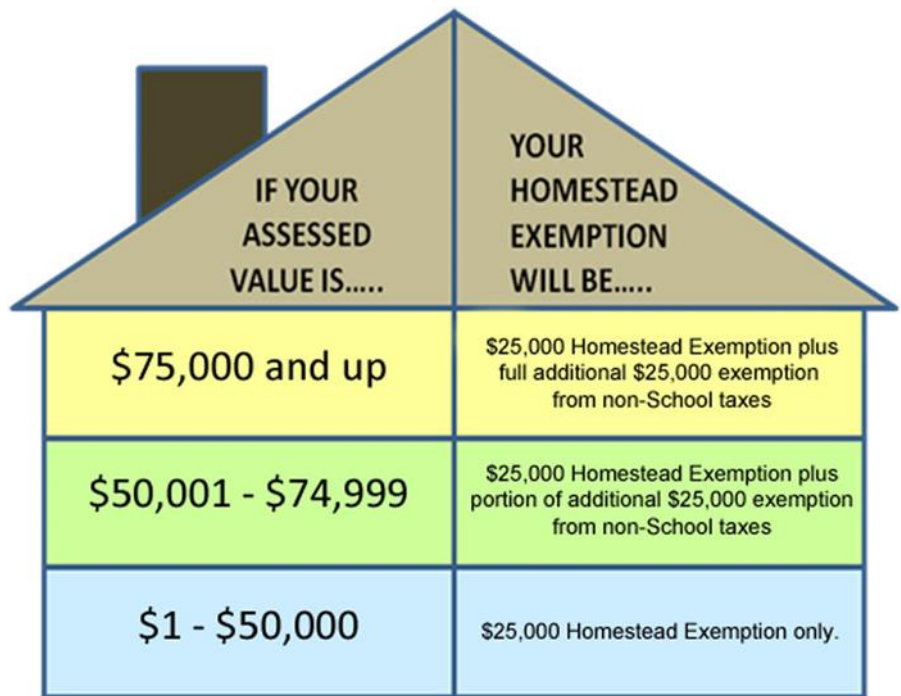 IF YOUR
ASSESSED
VALUE IS.....
YOUR
HOMESTEAD
EXEMPTION
WILL BE.....
$75,000 and up
$25,000 Homestead Exemption plus
full additional $25,000 exemption
from non-School taxes
$50,001 - $74,999
$25,000 Homestead Exemption plus
portion of additional $25,000 exemption
from non-School taxes
$1 - $50,000
$25,000 Homestead Exemption only.